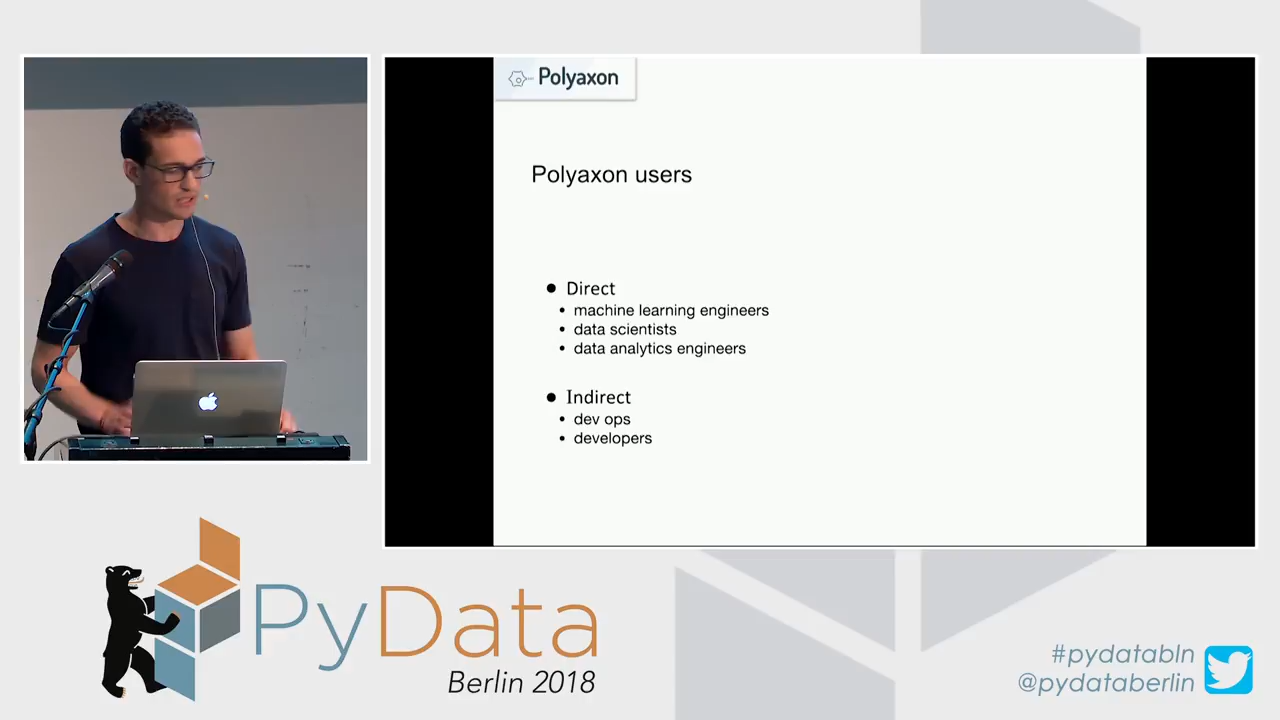 Polyaxon
Polyaxon users
Direct
machine learning engineers
data scientists
data analytics engineers
Indirect
dev ops
developers
PyData
Berlin 2018
#pydatabln
@pydataberlin